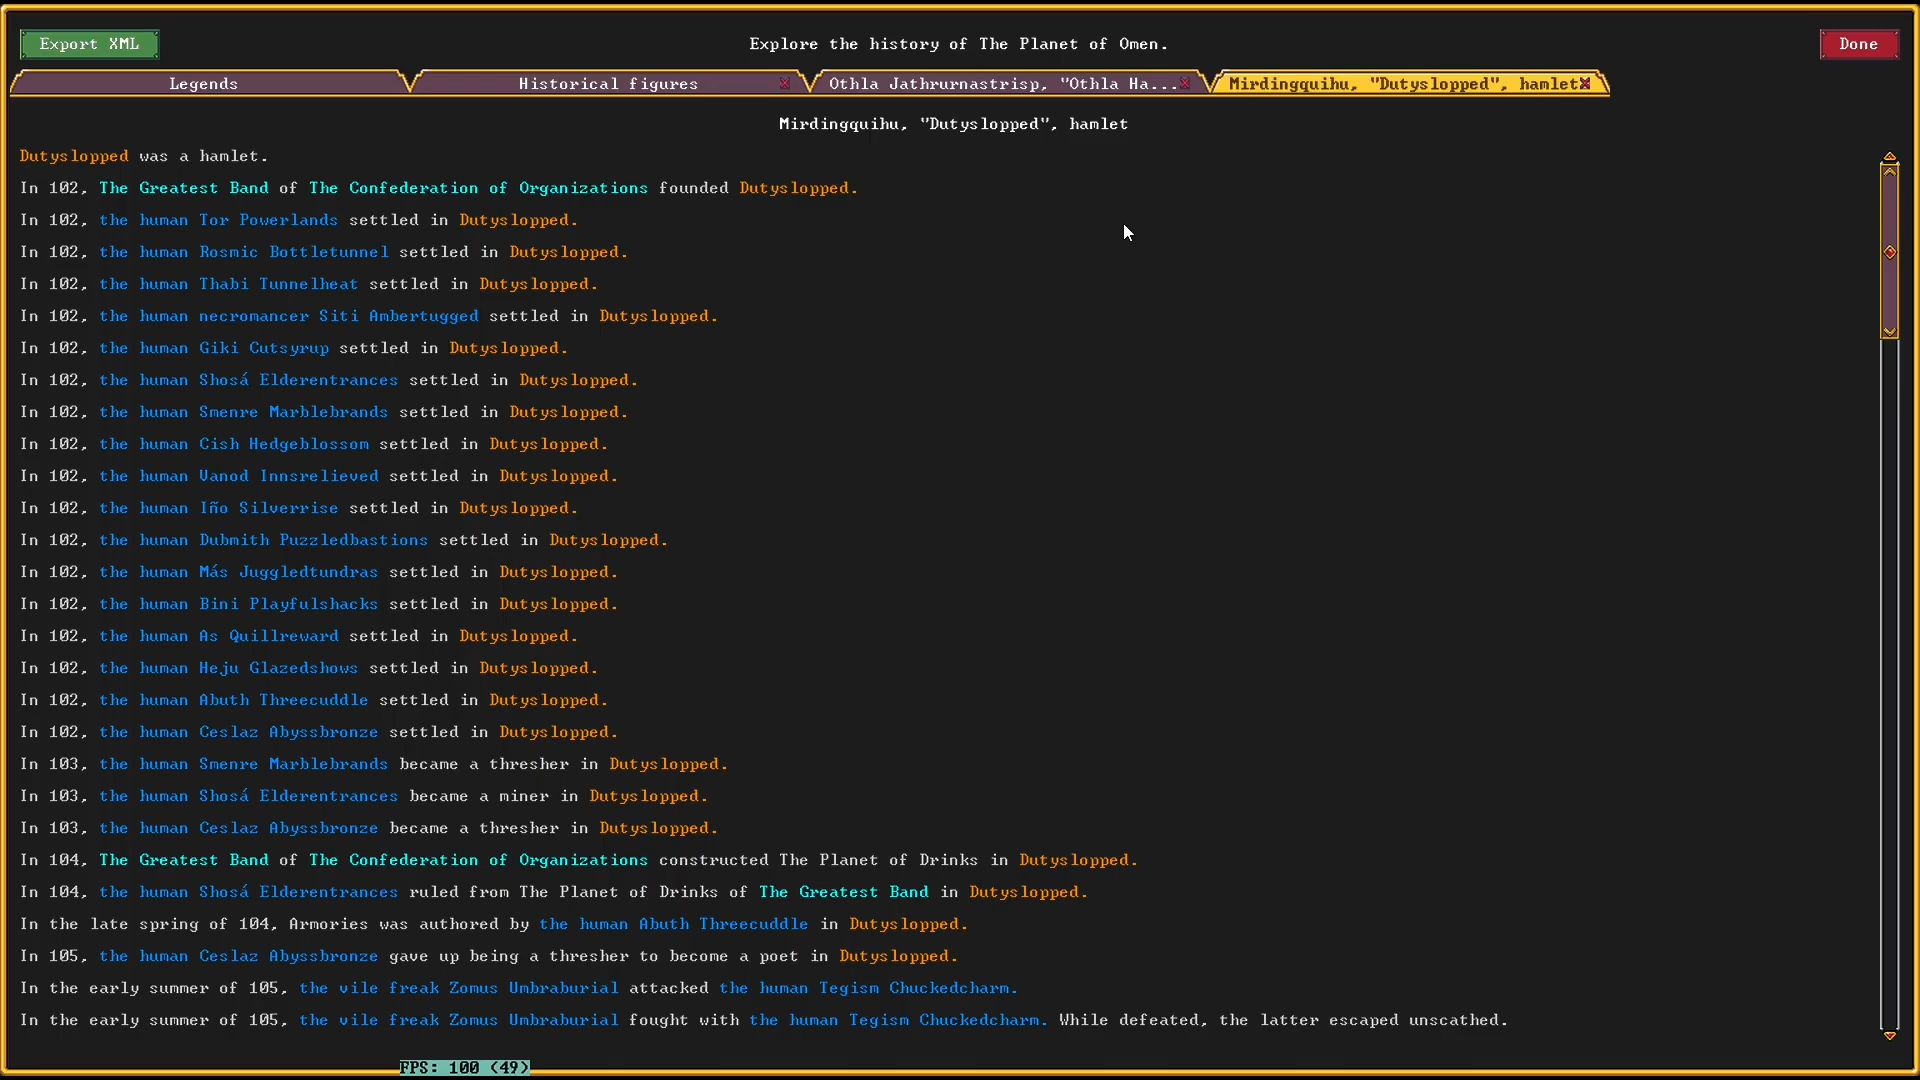 Export XML
Explore the history of The Planet of Omen.
Done
Legends
Historical figures
Othla Jathrurnastrisp, "Othla Ha...
Mirdingquihu, "Dutyslopped", hamlet
Mirdingquihu, "Dutyslopped", hamlet
Dutyslopped was a hamlet.
In 102, The Greatest Band of The Confederation of Organizations founded Dutyslopped.
In 102, the human Tor Powerlands settled in Dutyslopped.
In 102, the human Rosmic Bottletunnel settled in Dutyslopped.
In 102, the human Thabi Tunnelheat settled in Dutyslopped.
In 102, the human necromancer Siti Ambertugged settled in Dutyslopped.
In 102, the human Giki Cutsyrup settled in Dutyslopped.
In 102, the human Shosá Elderentrances settled in Dutyslopped.
In 102, the human Smenre Marblebrands settled in Dutyslopped.
In 102, the human Cish Hedgeblossom settled in Dutyslopped.
In 102, the human Vanod Innsrelieved settled in Dutyslopped.
In 102, the human Iño Silverrise settled in Dutyslopped.
In 102, the human Dubmith Puzzledbastions settled in Dutyslopped.
In 102, the human Más Juggledtundras settled in Dutyslopped.
In 102, the human Bini Playfulshacks settled in Dutyslopped.
In 102, the human As Quillreward settled in Dutyslopped.
In 102, the human Heju Glazedshows settled in Dutyslopped.
In 102, the human Abuth Threecuddle settled in Dutyslopped.
In 102, the human Ceslaz Abyssbronze settled in Dutyslopped.
In 103, the human Smenre Marblebrands became a thresher in Dutyslopped.
In 103, the human Shosá Elderentrances became a miner in Dutyslopped.
In 103, the human Ceslaz Abyssbronze became a thresher in Dutyslopped.
In 104, The Greatest Band of The Confederation of Organizations constructed The Planet of Drinks in Dutyslopped.
In 104, the human Shosá Elderentrances ruled from The Planet of Drinks of The Greatest Band in Dutyslopped.
In the late spring of 104, Armories was authored by the human Abuth Threecuddle in Dutyslopped.
In 105, the human Ceslaz Abyssbronze gave up being a thresher to become a poet in Dutyslopped.
In the early summer of 105, the vile freak Zomus Umbraburial attacked the human Tegism Chuckedcharm.
In the early summer of 105, the vile freak Zomus Umbraburial fought with the human Tegism Chuckedcharm. While defeated, the latter escaped unscathed.
FPS: 100 (49)